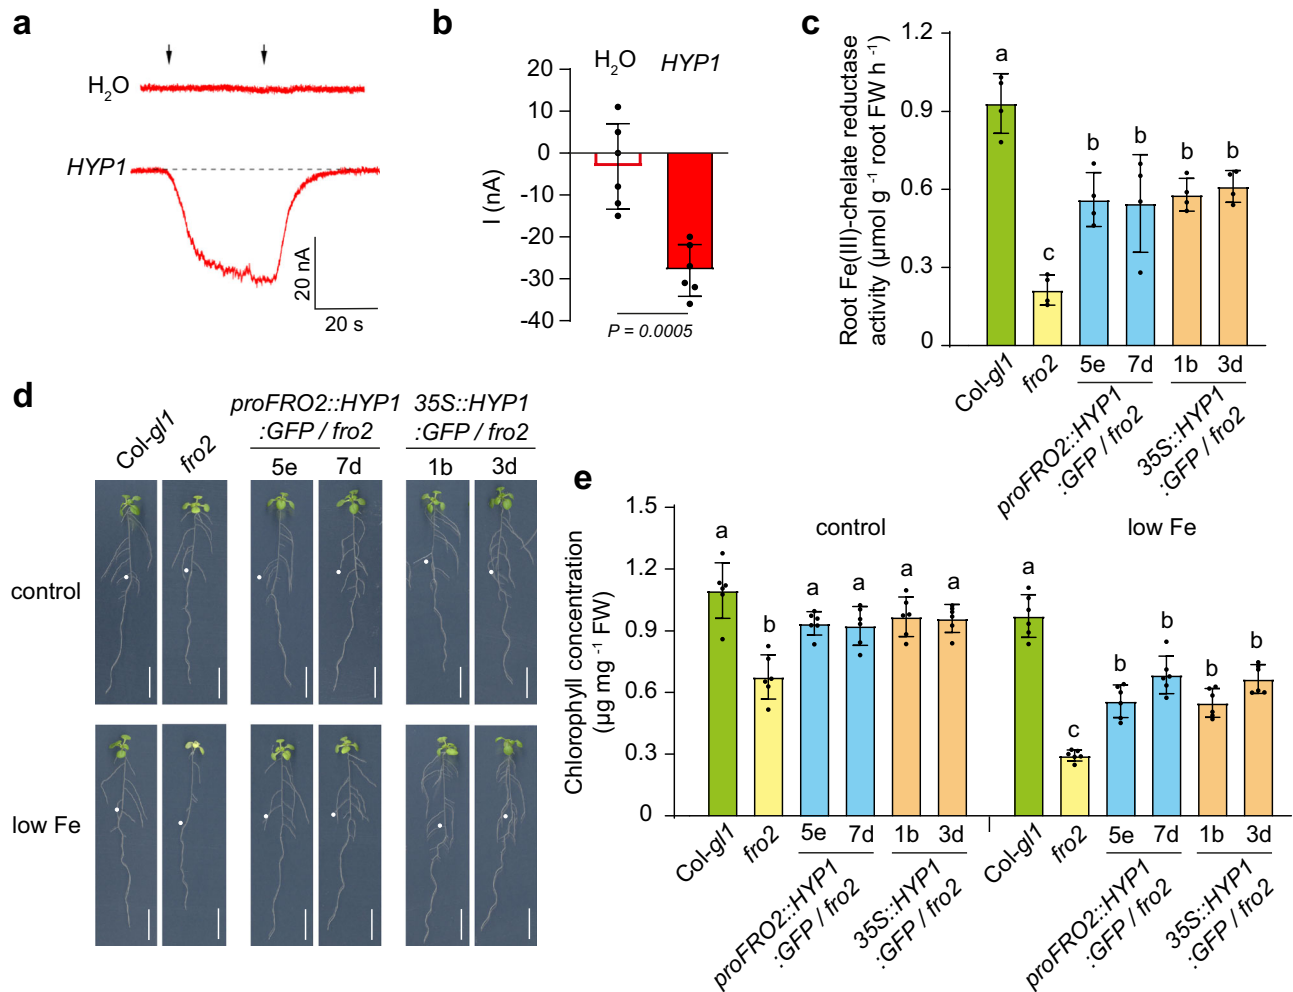 a
H2O
HYP1
20 nA
20 s
b
H2O
HYP1
I (nA)
20
10
0
-10
-20
-30
-40
P = 0.0005
c
Root Fe(III)-chelate reductase
activity (µmol g-1 root FW h-1)
1.2
0.9
0.6
0.3
0
a
c
b
b
b
b
Col-gl1
fro2
5e
7d
1b
3d
proFRO2::HYP1
:GFP / fro2
35S::HYP1
:GFP / fro2
d
Col-gl1
fro2
proFRO2::HYP1
:GFP / fro2
35S::HYP1
:GFP / fro2
5e
7d
1b
3d
control
low Fe
e
Chlorophyll concentration
(µg mg -1 FW)
1.5
1.2
0.9
0.6
0.3
0
control
low Fe
a
b
a
a
a
a
a
c
b
b
b
b
Col-gl1
fro2
5e
7d
1b
3d
proFRO2::HYP1
:GFP / fro2
35S::HYP1
:GFP / fro2
Col-gl1
fro2
5e
7d
1b
3d
proFRO2::HYP1
:GFP / fro2
35S::HYP1
:GFP / fro2